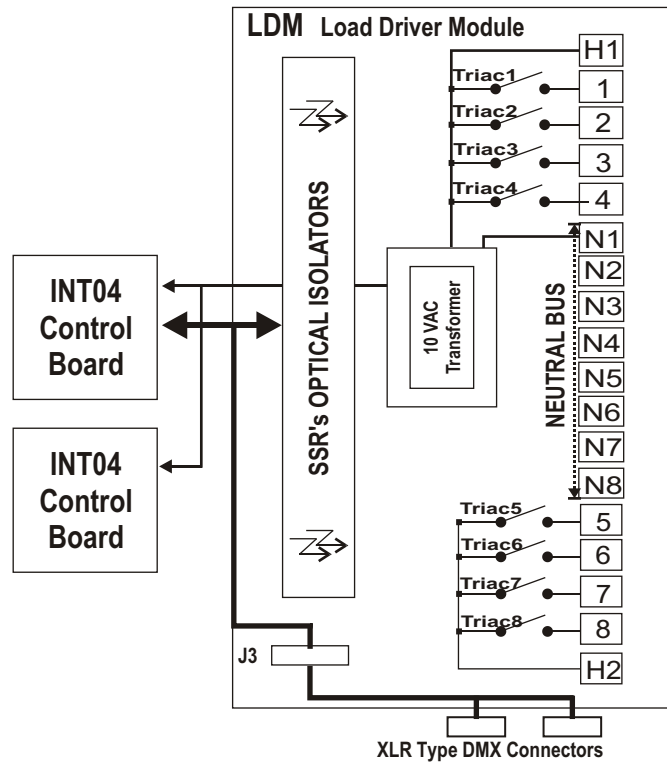 LDM Load Driver Module
H1
Triac1
1
Triac2
2
Triac3
3
Triac4
4
SSR's OPTICAL ISOLATORS
10 VAC
Transformer
NEUTRAL BUS
N1
N2
N3
N4
N5
N6
N7
N8
INT04
Control
Board
INT04
Control
Board
Triac5
5
Triac6
6
Triac7
7
Triac8
8
H2
J3
XLR Type DMX Connectors